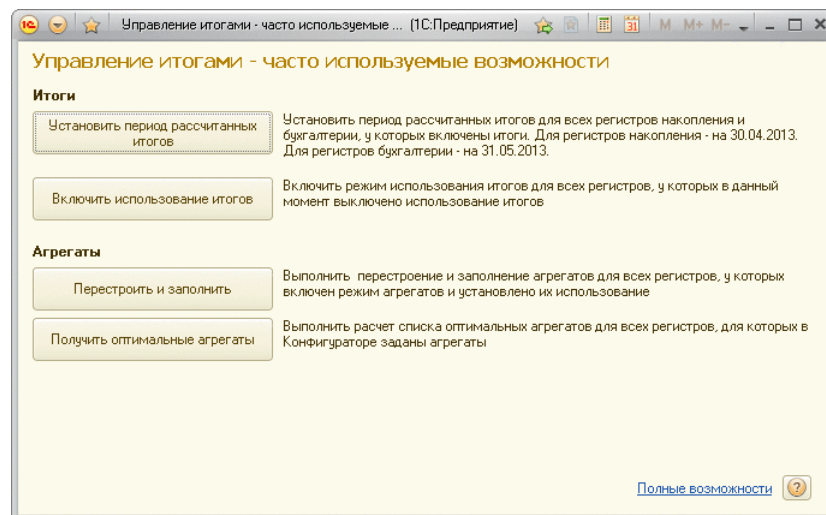 1С Управление итогами - часто используемые ... (1С:Предприятие) 31 M M+ M-
Управление итогами - часто используемые возможности
Итоги
Установить период рассчитанных
итогов
Установить период рассчитанных итогов для всех регистров накопления и
бухгалтерии, у которых включены итоги. Для регистров накопления - на 30.04.2013.
Для регистров бухгалтерии - на 31.05.2013.
Включить использование итогов
Включить режим использования итогов для всех регистров, у которых в данный
момент выключено использование итогов
Агрегаты
Перестроить и заполнить
Выполнить перестроение и заполнение агрегатов для всех регистров, у которых
включен режим агрегатов и установлено их использование
Получить оптимальные агрегаты
Выполнить расчет списка оптимальных агрегатов для всех регистров, для которых в
Конфигураторе заданы агрегаты
Полные возможности ?